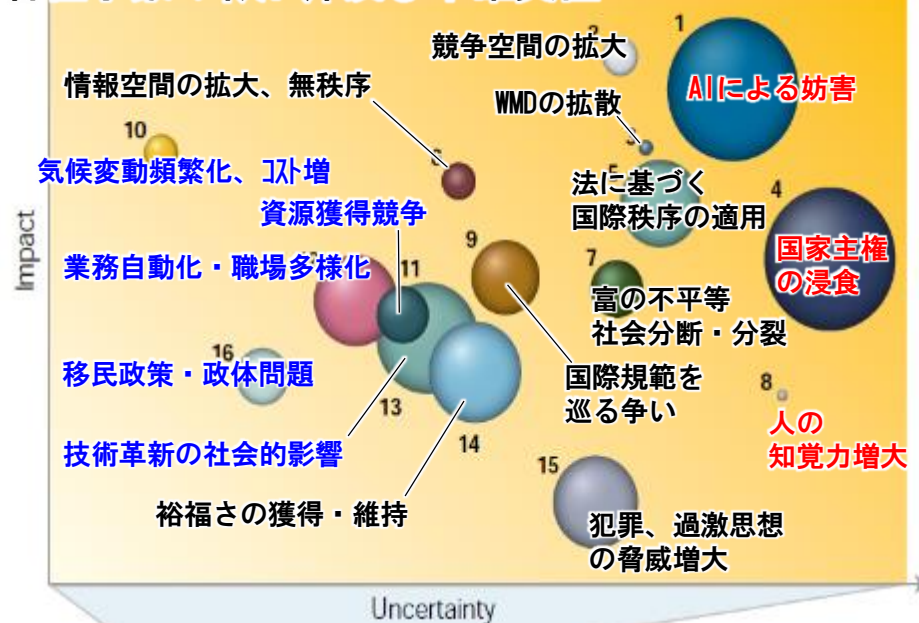 1
競争空間の拡大
情報空間の拡大、無秩序
AIによる妨害
WMDの拡散
10
気候変動頻繁化、ｺｽﾄ増
法に基づく
国際秩序の適用
4
資源獲得競争
国家主権
の浸食
9
7
業務自動化・職場多様化
11
富の不平等
社会分断・分裂
16
移民政策・政体問題
国際規範を
巡る争い
8
13
人の
知覚力増大
14
技術革新の社会的影響
15
裕福さの獲得・維持
犯罪、過激思想
の脅威増大
Impact
Uncertainty